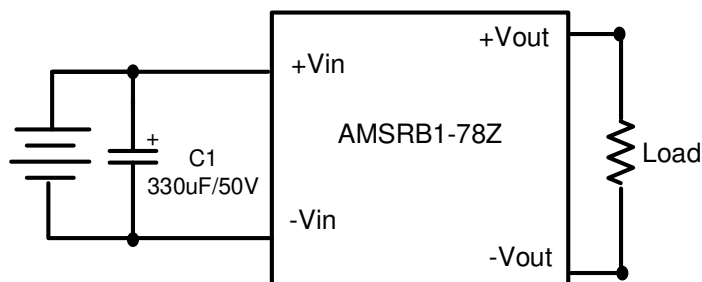 +Vout
+Vin
AMSRB1-78Z
+
C1
330uF/50V
Load
-Vin
-Vout